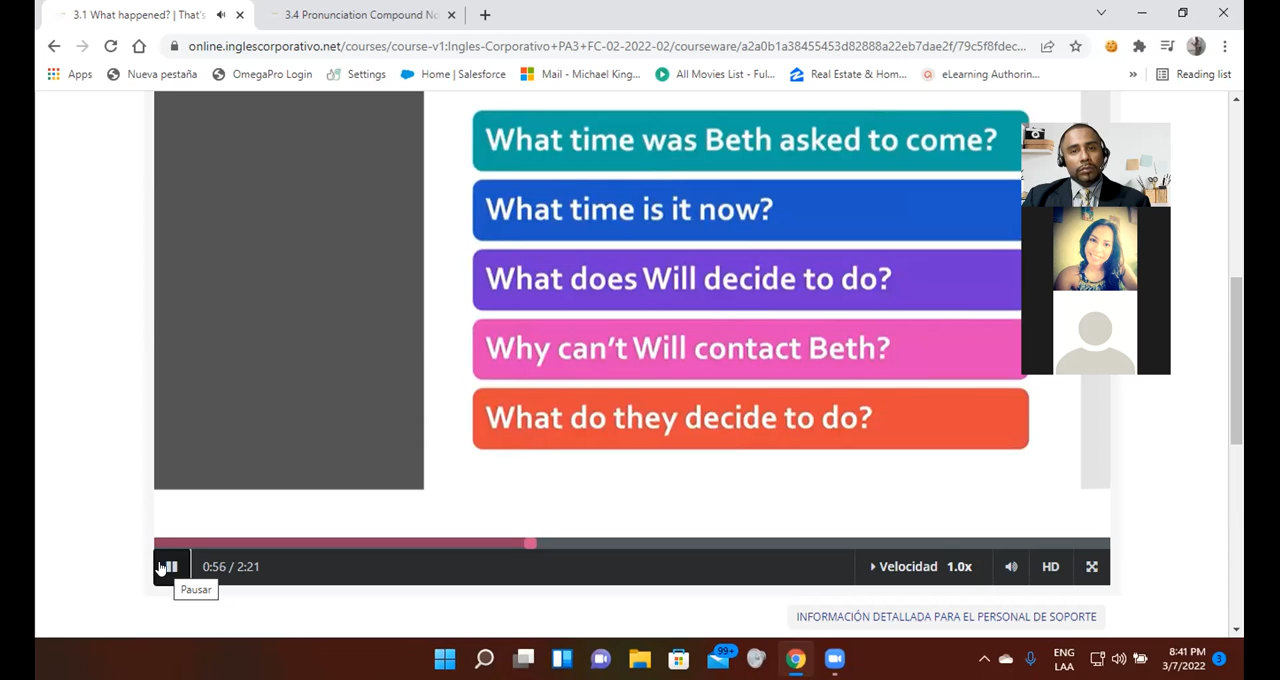 3.1 What happened? | That's
3.4 Pronunciation Compound No
online.inglescorporativo.net/courses/course-v1:Ingles-Corporativo+PA3+FC-02-2022-02/courseware/a2a0b1a38455453d82888a22eb7dae2f/79c5f8fdec...
Apps
Nueva pestaña
OmegaPro Login
Settings
Home | Salesforce
Mail - Michael King...
All Movies List - Ful...
Real Estate & Hom...
eLearning Authorin...
»
Reading list
What time was Beth asked to come?
What time is it now?
What does Will decide to do?
Why can't Will contact Beth?
What do they decide to do?
0:56 / 2:21
Velocidad 1.0x
HD
Pausar
INFORMACIÓN DETALLADA PARA EL PERSONAL DE SOPORTE
99+
ENG
LAA
8:41 PM
3/7/2022
3